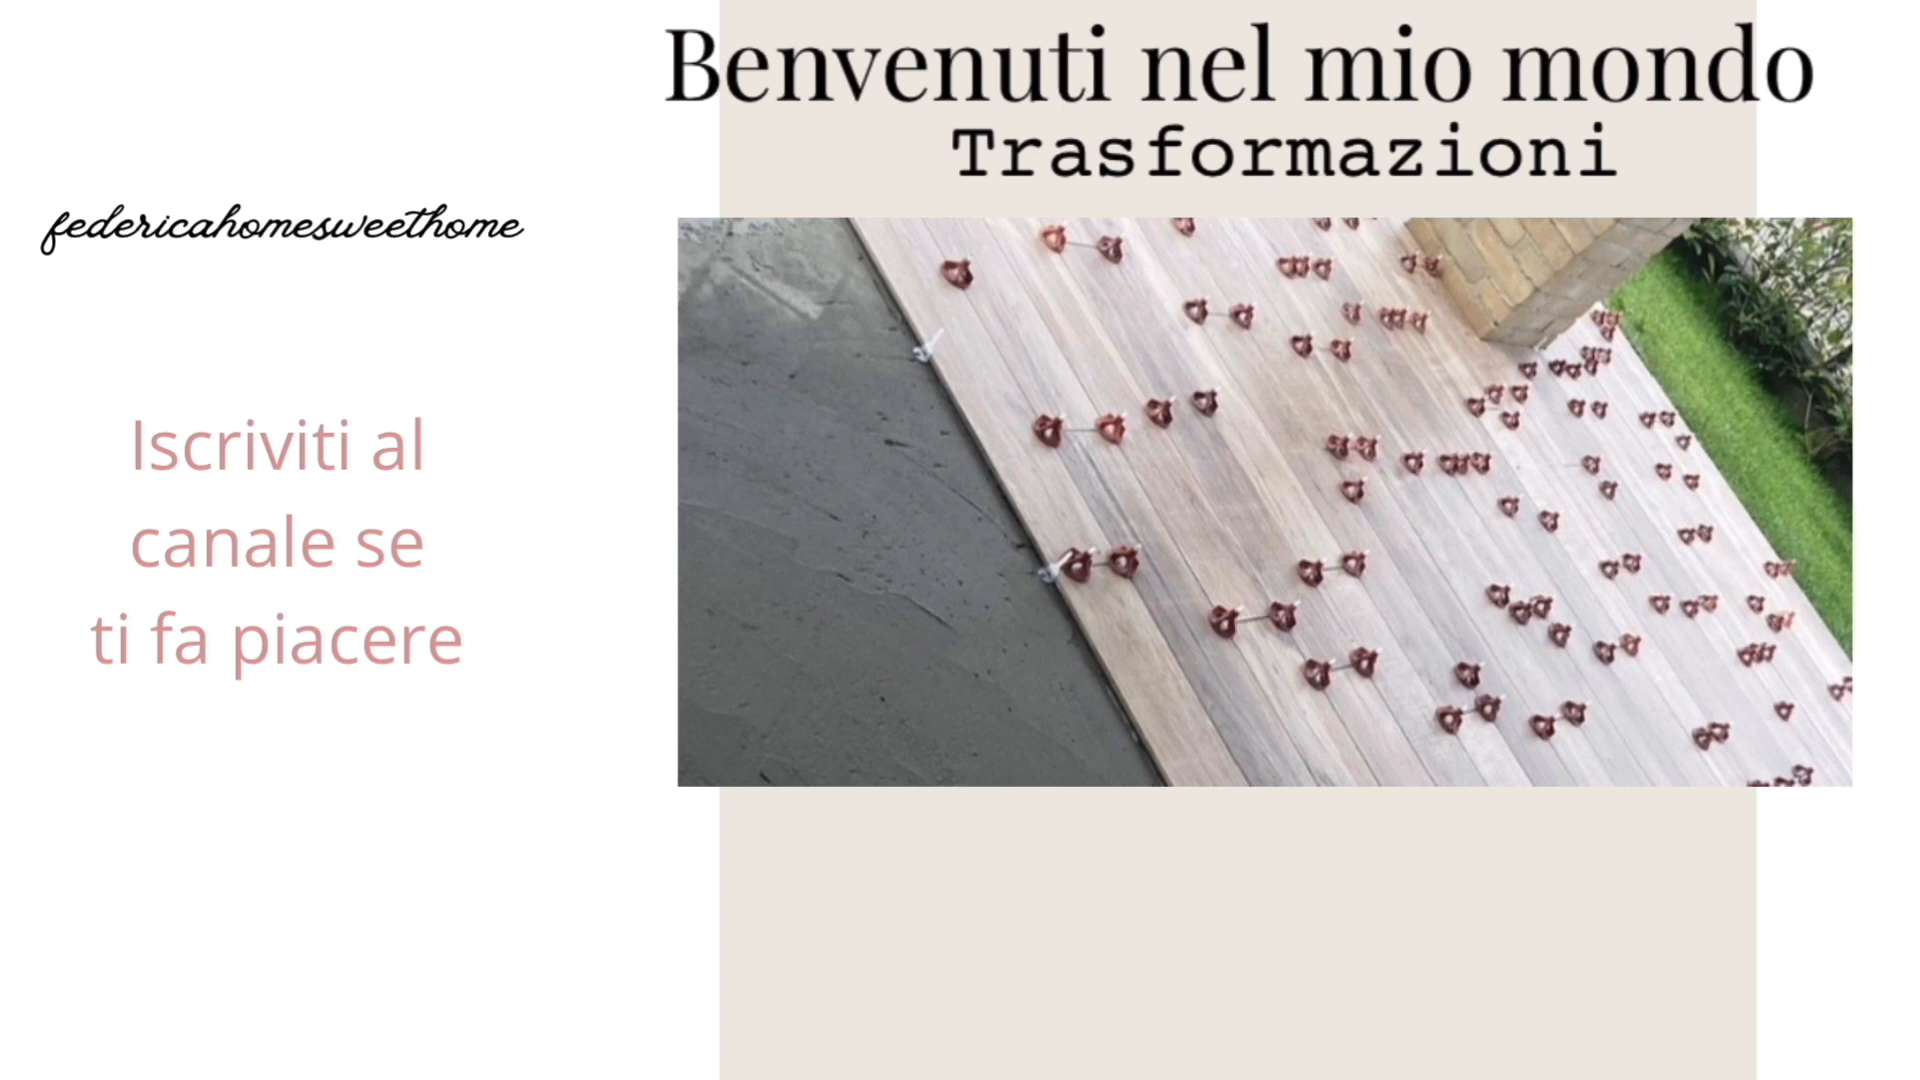 Benvenuti nel mio mondo
Trasformazioni
federicahomesweethome
Iscriviti al
canale se
ti fa piacere